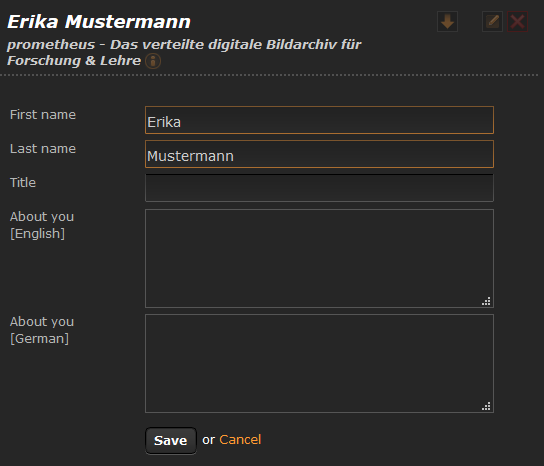 Erika Mustermann
prometheus - Das verteilte digitale Bildarchiv für
Forschung & Lehre
First name
Erika
Last name
Mustermann
Title
About you
[English]
About you
[German]
Save or Cancel